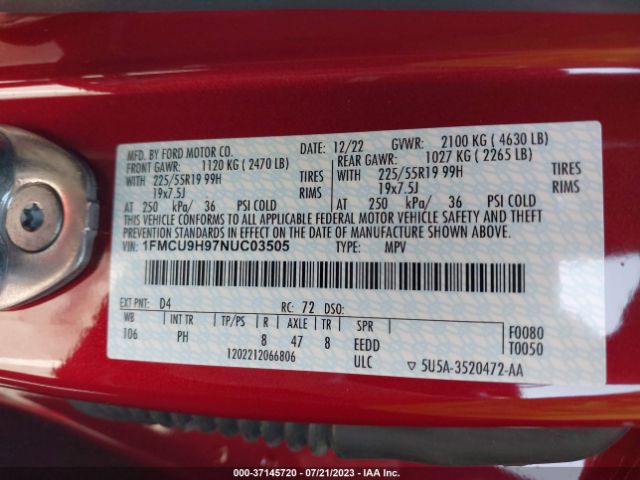 MFD. BY FORD MOTOR CO. DATE: 12/22 GVWR: 2100 KG ( 4630 LB)
FRONT GAWR: 1120 KG ( 2470 LB) REAR GAWR: 1027 KG ( 2265 LB)
WITH 225/55R19 99H TIRES WITH 225/55R19 99H TIRES
19x7.5J RIMS 19x7.5J RIMS
AT 250 kPa/ 36 PSI COLD AT 250 kPa/ 36 PSI COLD
THIS VEHICLE CONFORMS TO ALL APPLICABLE FEDERAL MOTOR VEHICLE SAFETY AND THEFT
PREVENTION STANDARDS IN EFFECT ON THE DATE OF MANUFACTURE SHOWN ABOVE.
VIN: 1FMCU9H97NUC03505 TYPE: MPV
EXT PNT: D4 RC: 72 DSO:
WB INT TR TP/PS R AXLE TR SPR F0080
106 PH 8 47 8 EEDD T0050
1202212066806 ULC ▽ 5U5A-3520472-AA
000-37145720 - 07/21/2023 - IAA Inc.